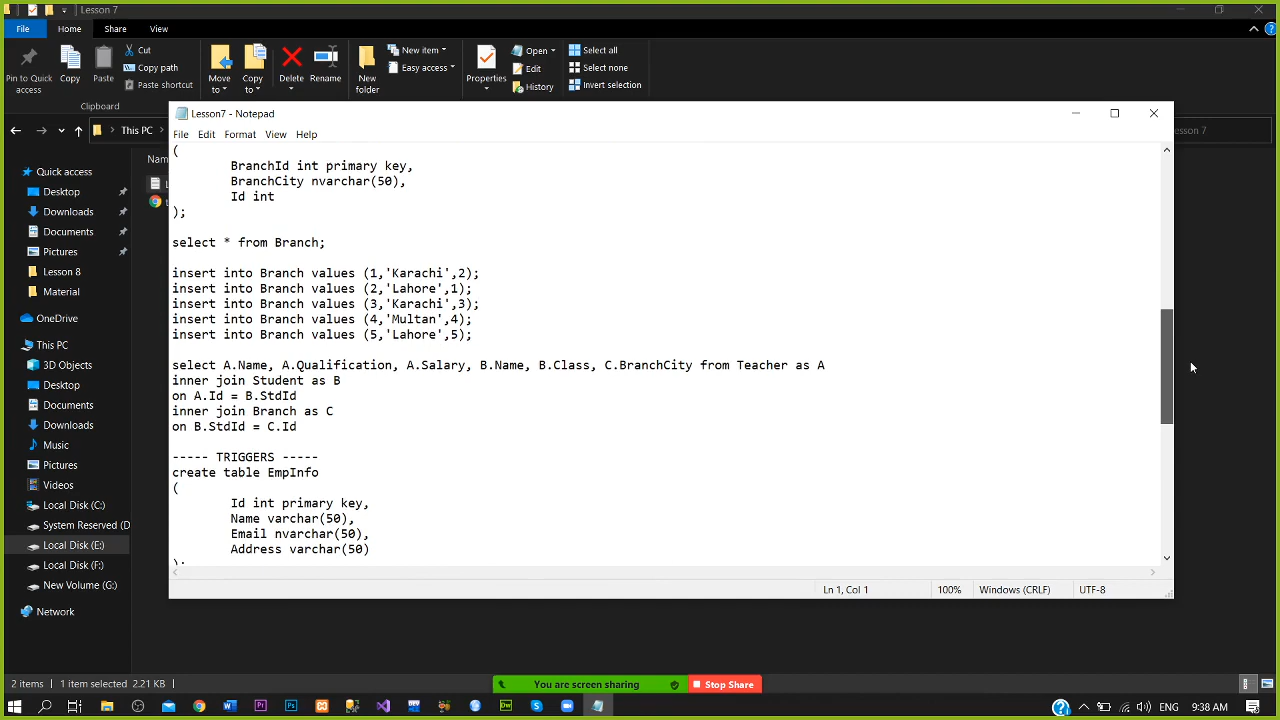 Lesson 7
File Home Share View
Pin to Quick access
Copy
Paste
Cut
Copy path
Paste shortcut
Clipboard
Move to
Copy to
Delete
Rename
New folder
New item
Easy access
Properties
Open
Edit
History
Select all
Select none
Invert selection
This PC
Lesson7 - Notepad
File Edit Format View Help
(
BranchId int primary key,
BranchCity nvarchar(50),
Id int
);
select * from Branch;
insert into Branch values (1,'Karachi',2);
insert into Branch values (2,'Lahore',1);
insert into Branch values (3,'Karachi',3);
insert into Branch values (4,'Multan',4);
insert into Branch values (5,'Lahore',5);
select A.Name, A.Qualification, A.Salary, B.Name, B.Class, C.BranchCity from Teacher as A
inner join Student as B
on A.Id = B.StdId
inner join Branch as C
on B.StdId = C.Id
----- TRIGGERS -----
create table EmpInfo
(
Id int primary key,
Name varchar(50),
Email nvarchar(50),
Address varchar(50)
);
Ln 1, Col 1 100% Windows (CRLF) UTF-8
Quick access
Desktop
Downloads
Documents
Pictures
Lesson 8
Material
OneDrive
This PC
3D Objects
Desktop
Documents
Downloads
Music
Pictures
Videos
Local Disk (C:)
System Reserved (D
Local Disk (E:)
Local Disk (F:)
New Volume (G:)
Network
2 items 1 item selected 2.21 KB
You are screen sharing Stop Share
9:38 AM